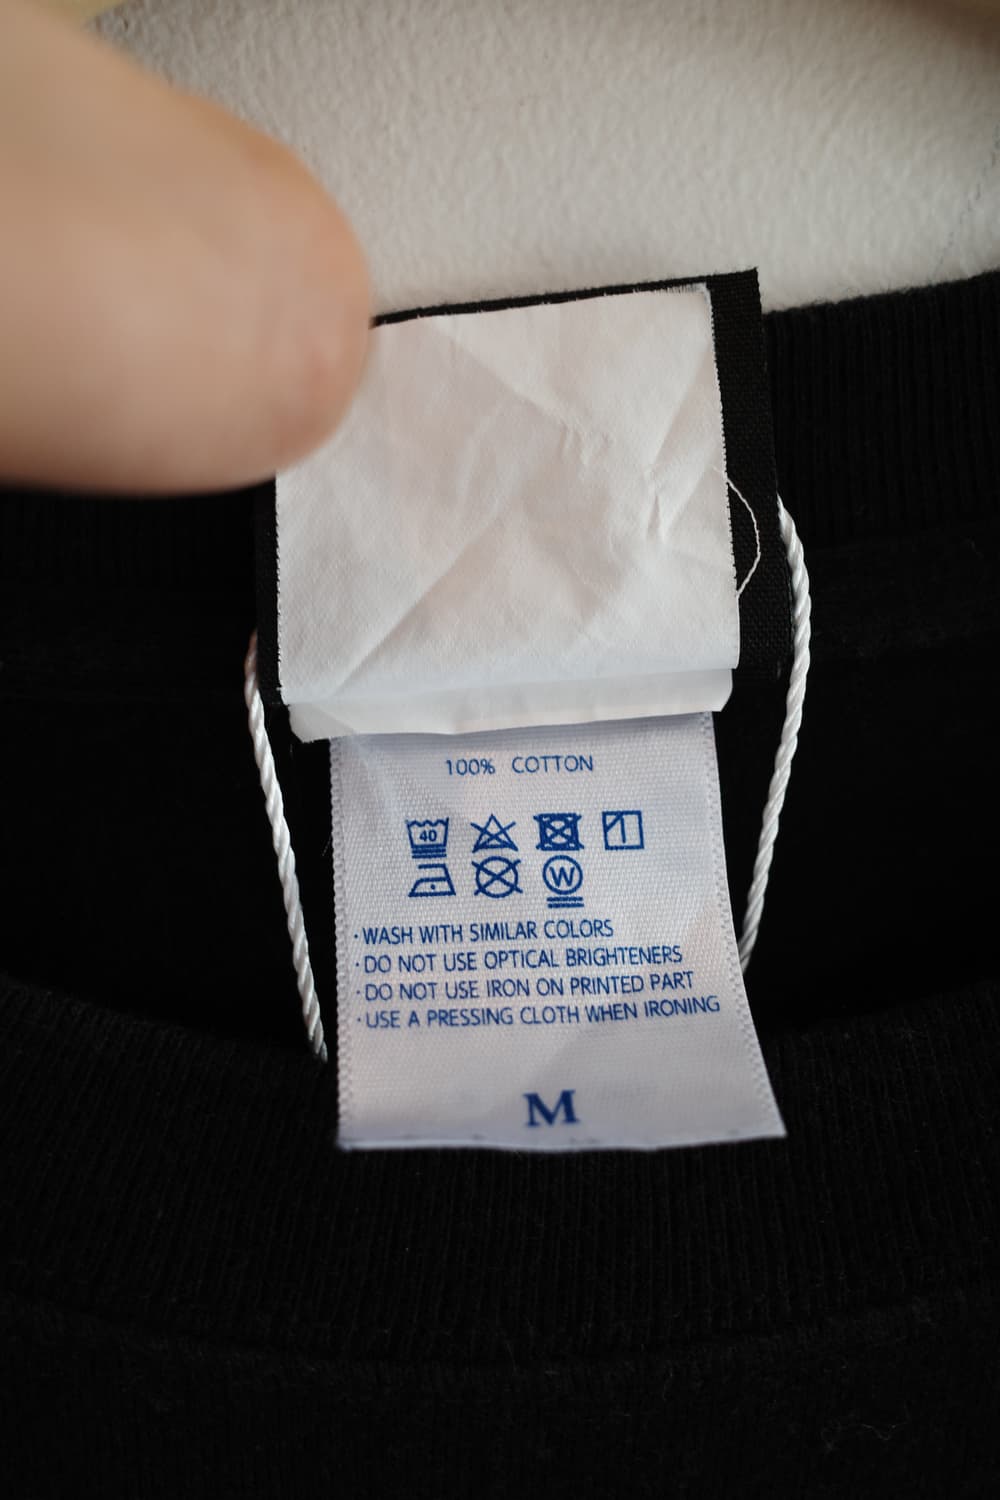 100% COTTON
40
W
· WASH WITH SIMILAR COLORS
· DO NOT USE OPTICAL BRIGHTENERS
· DO NOT USE IRON ON PRINTED PART
· USE A PRESSING CLOTH WHEN IRONING
M